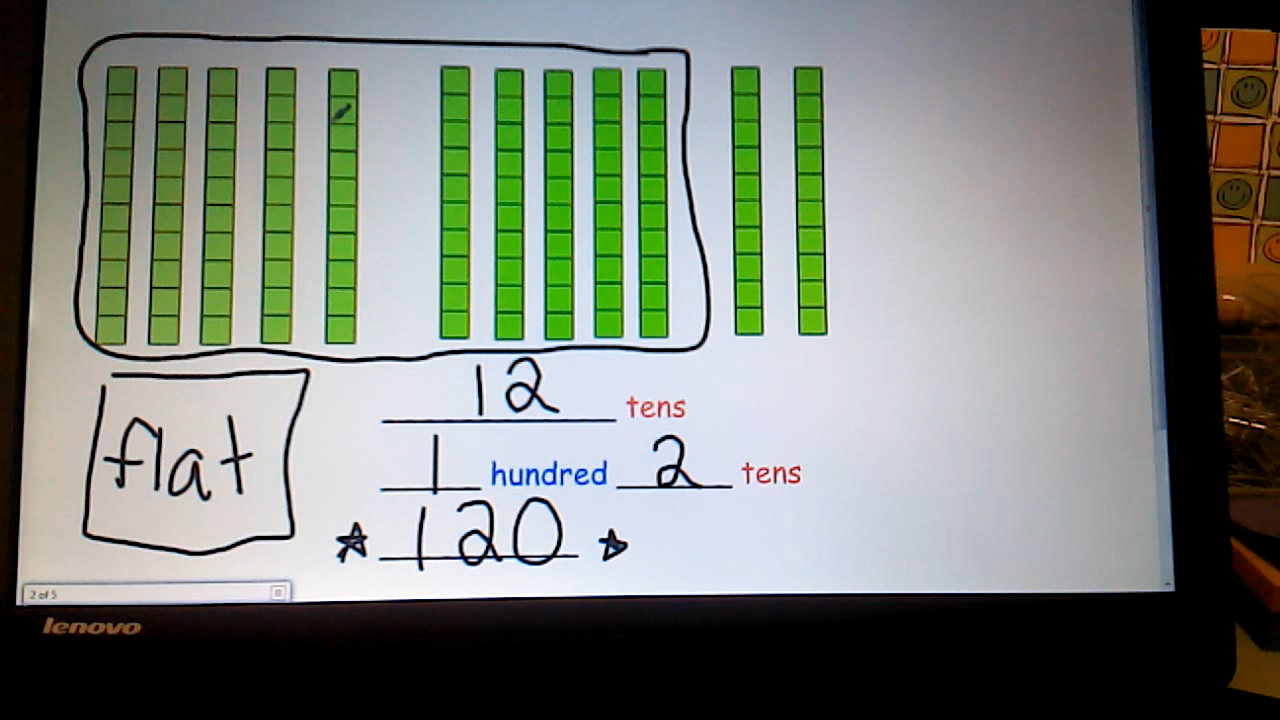 12 tens
flat
1 hundred 2 tens
120
2 of 5
lenovo